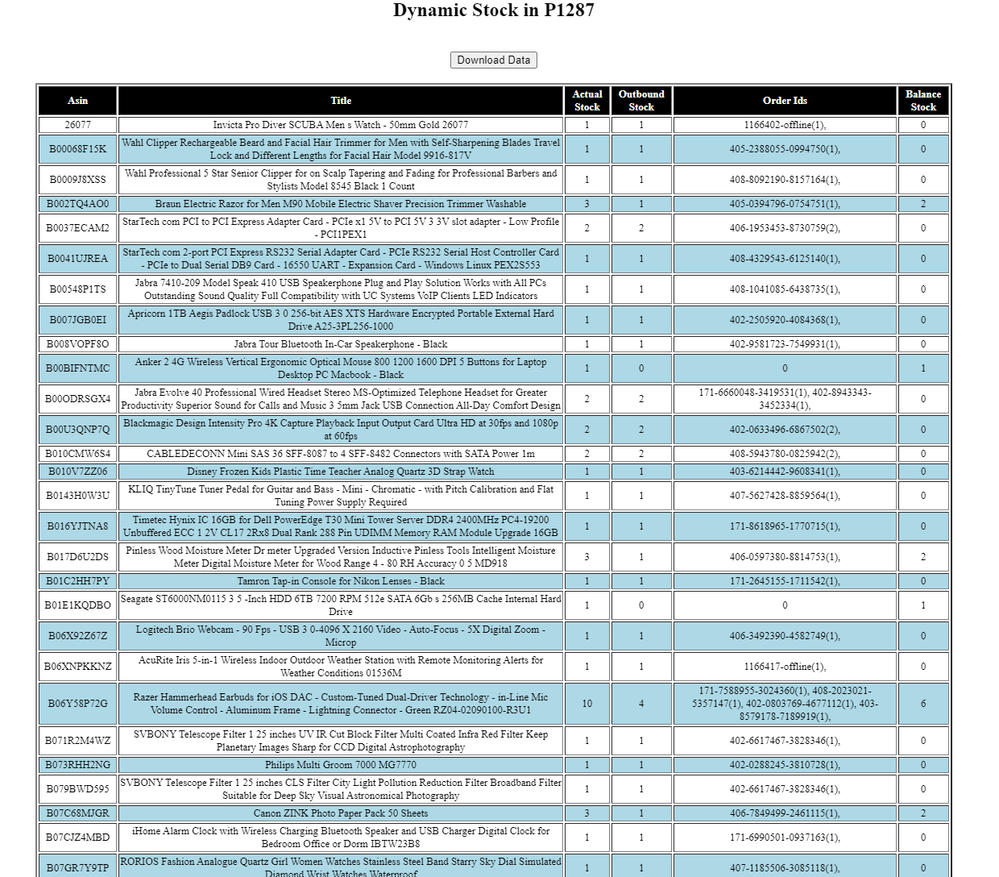 Dynamic Stock in P1287
Download Data
Asin Title Actual Stock Outbound Stock Order Ids Balance Stock
26077 Invicta Pro Diver SCUBA Men s Watch - 50mm Gold 26077 1 1 1166402-offline(1), 0
B00068F15K Wahl Clipper Rechargeable Beard and Facial Hair Trimmer for Men with Self-Sharpening Blades Travel Lock and Different Lengths for Facial Hair Model 9916-817V 1 1 405-2388055-0994750(1), 0
B0009J8XSS Wahl Professional 5 Star Senior Clipper for on Scalp Tapering and Fading for Professional Barbers and Stylists Model 8545 Black 1 Count 1 1 408-8092190-8157164(1), 0
B002TQ4AO0 Braun Electric Razor for Men M90 Mobile Electric Shaver Precision Trimmer Washable 3 1 405-0394796-0754751(1), 2
B0037ECAM2 StarTech com PCI to PCI Express Adapter Card - PCIe x1 5V to PCI 5V 3 3V slot adapter - Low Profile - PCI1PEX1 2 2 406-1953453-8730759(2), 0
B0041UJREA StarTech com 2-port PCI Express RS232 Serial Adapter Card - PCIe RS232 Serial Host Controller Card - PCIe to Dual Serial DB9 Card - 16550 UART - Expansion Card - Windows Linux PEX2S553 1 1 408-4329543-6125140(1), 0
B00548P1TS Jabra 7410-209 Model Speak 410 USB Speakerphone Plug and Play Solution Works with All PCs Outstanding Sound Quality Full Compatibility with UC Systems VoIP Clients LED Indicators 1 1 408-1041085-6438735(1), 0
B007JGB0EI Apricorn 1TB Aegis Padlock USB 3 0 256-bit AES XTS Hardware Encrypted Portable External Hard Drive A25-3PL256-1000 1 1 402-2505920-4084368(1), 0
B008VOPF8O Jabra Tour Bluetooth In-Car Speakerphone - Black 1 1 402-9581723-7549931(1), 0
B00BIFNTMC Anker 2 4G Wireless Vertical Ergonomic Optical Mouse 800 1200 1600 DPI 5 Buttons for Laptop Desktop PC Macbook - Black 1 0 0 1
B00ODRSGX4 Jabra Evolve 40 Professional Wired Headset Stereo MS-Optimized Telephone Headset for Greater Productivity Superior Sound for Calls and Music 3 5mm Jack USB Connection All-Day Comfort Design 2 2 171-6660048-3419531(1), 402-8943343-3452334(1), 0
B00U3QNP7Q Blackmagic Design Intensity Pro 4K Capture Playback Input Output Card Ultra HD at 30fps and 1080p at 60fps 2 2 402-0633496-6867502(2), 0
B010CMW6S4 CABLEDECONN Mini SAS 36 SFF-8087 to 4 SFF-8482 Connectors with SATA Power 1m 2 2 408-5943780-0825942(2), 0
B010V7ZZ06 Disney Frozen Kids Plastic Time Teacher Analog Quartz 3D Strap Watch 1 1 403-6214442-9608341(1), 0
B0143H0W3U KLIQ TinyTune Tuner Pedal for Guitar and Bass - Mini - Chromatic - with Pitch Calibration and Flat Tuning Power Supply Required 1 1 407-5627428-8859564(1), 0
B016YJTNA8 Timetec Hynix IC 16GB for Dell PowerEdge T30 Mini Tower Server DDR4 2400MHz PC4-19200 Unbuffered ECC 1 2V CL17 2Rx8 Dual Rank 288 Pin UDIMM Memory RAM Module Upgrade 16GB 1 1 171-8618965-1770715(1), 0
B017D6U2DS Pinless Wood Moisture Meter Dr meter Upgraded Version Inductive Pinless Tools Intelligent Moisture Meter Digital Moisture Meter for Wood Range 4 - 80 RH Accuracy 0 5 MD918 3 1 406-0597380-8814753(1), 2
B01C2HH7PY Tamron Tap-in Console for Nikon Lenses - Black 1 1 171-2645155-1711542(1), 0
B01E1KQDBO Seagate ST6000NM0115 3 5 -Inch HDD 6TB 7200 RPM 512e SATA 6Gb s 256MB Cache Internal Hard Drive 1 0 0 1
B06X92Z67Z Logitech Brio Webcam - 90 Fps - USB 3 0-4096 X 2160 Video - Auto-Focus - 5X Digital Zoom - Microp 1 1 406-3492390-4582749(1), 0
B06XNPKKNZ AcuRite Iris 5-in-1 Wireless Indoor Outdoor Weather Station with Remote Monitoring Alerts for Weather Conditions 01536M 1 1 1166417-offline(1), 0
B06Y58P72G Razer Hammerhead Earbuds for iOS DAC - Custom-Tuned Dual-Driver Technology - in-Line Mic Volume Control - Aluminum Frame - Lightning Connector - Green RZ04-02090100-R3U1 10 4 171-7588955-3024360(1), 408-2023021-5357147(1), 402-0803769-4677112(1), 403-8579178-7189919(1), 6
B071R2M4WZ SVBONY Telescope Filter 1 25 inches UV IR Cut Block Filter Multi Coated Infra Red Filter Keep Planetary Images Sharp for CCD Digital Astrophotography 1 1 402-6617467-3828346(1), 0
B073RHH2NG Philips Multi Groom 7000 MG7770 1 1 402-0288245-3810728(1), 0
B079BWD595 SVBONY Telescope Filter 1 25 inches CLS Filter City Light Pollution Reduction Filter Broadband Filter Suitable for Deep Sky Visual Astronomical Photography 1 1 402-6617467-3828346(1), 0
B07C68MJGR Canon ZINK Photo Paper Pack 50 Sheets 3 1 406-7849499-2461115(1), 2
B07CJZ4MBD iHome Alarm Clock with Wireless Charging Bluetooth Speaker and USB Charger Digital Clock for Bedroom Office or Dorm IBTW23B8 1 1 171-6990501-0937163(1), 0
B07GR7Y9TP RORIOS Fashion Analogue Quartz Girl Women Watches Stainless Steel Band Starry Sky Dial Simulated Diamond Wrist Watches Waterproof 1 1 407-1185506-3085118(1), 0